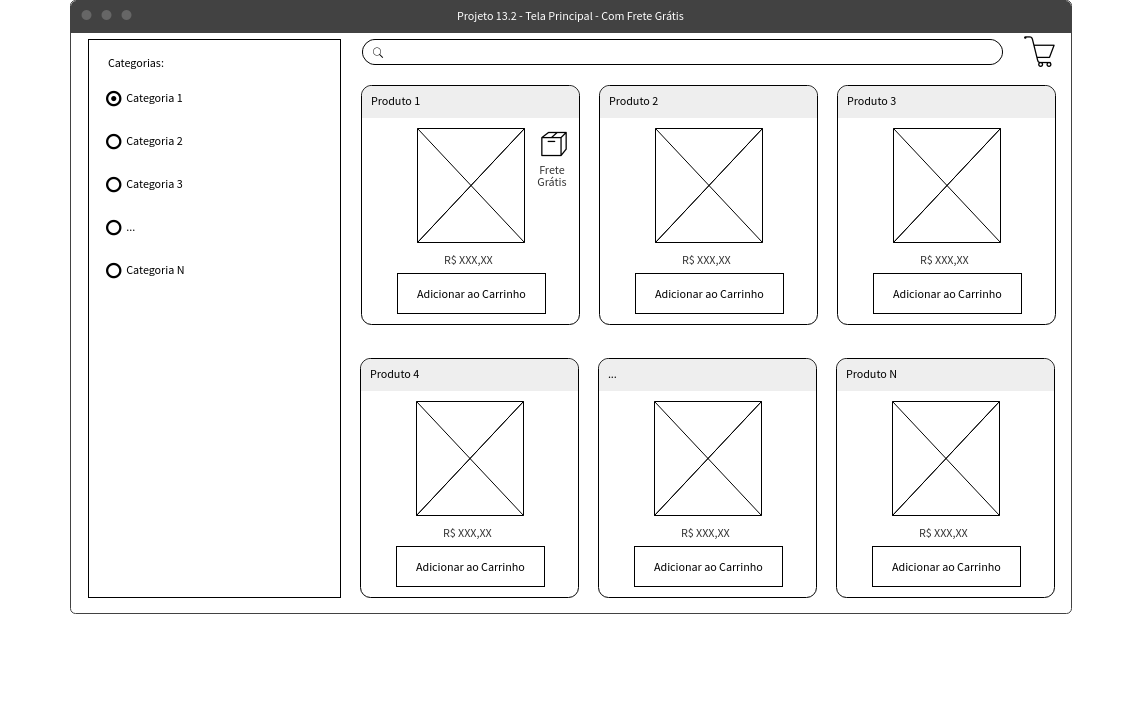 Projeto 13.2 - Tela Principal - Com Frete Grátis
Categorias:
Categoria 1
Categoria 2
Categoria 3
...
Categoria N
Produto 1
Frete
Grátis
R$ XXX,XX
Adicionar ao Carrinho
Produto 2
R$ XXX,XX
Adicionar ao Carrinho
Produto 3
R$ XXX,XX
Adicionar ao Carrinho
Produto 4
R$ XXX,XX
Adicionar ao Carrinho
...
R$ XXX,XX
Adicionar ao Carrinho
Produto N
R$ XXX,XX
Adicionar ao Carrinho